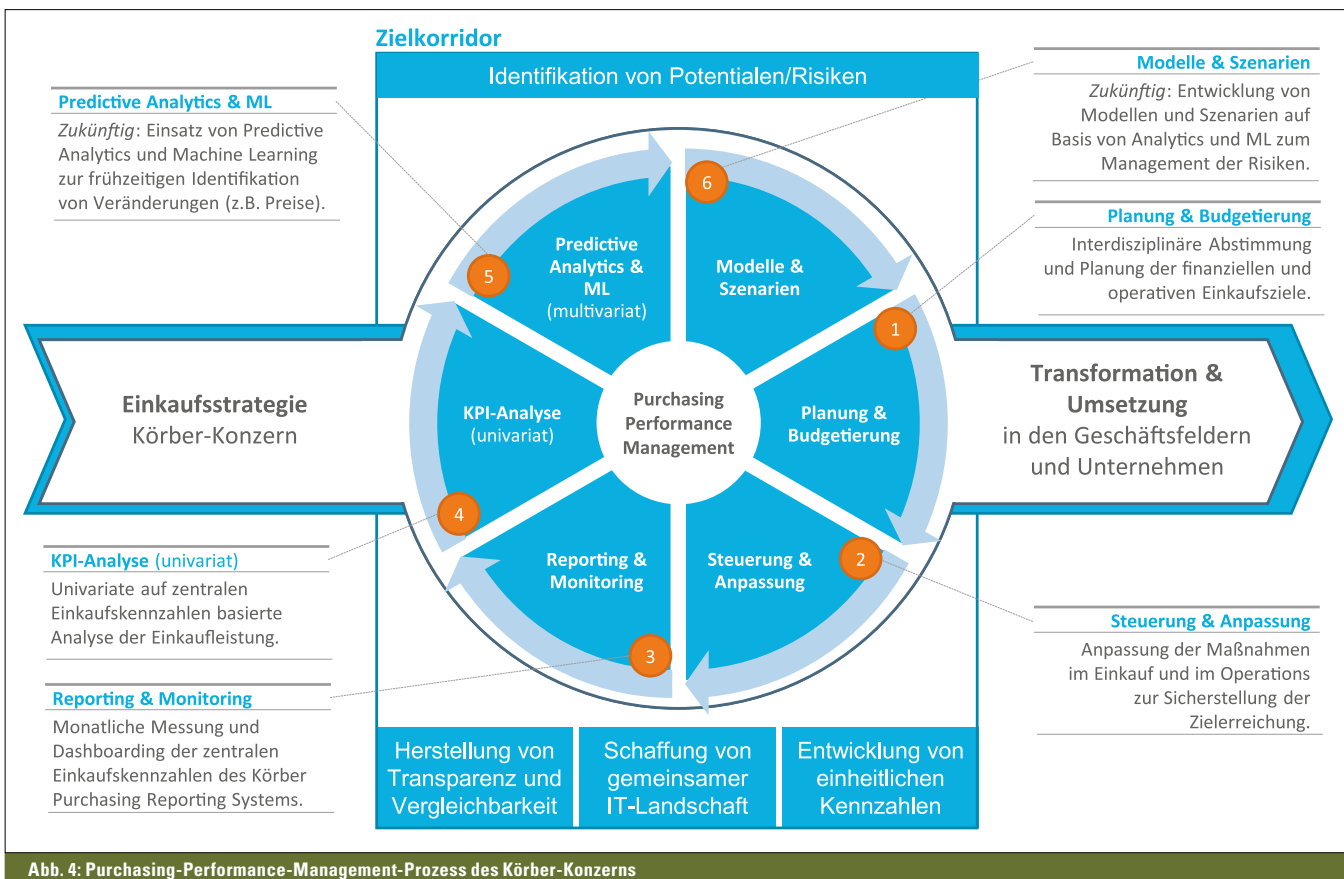 Zielkorridor
Identifikation von Potentialen/Risiken
Predictive Analytics & ML
Zukünftig: Einsatz von Predictive
Analytics und Machine Learning
zur frühzeitigen Identifikation
von Veränderungen (z.B. Preise).
Modelle & Szenarien
Zukünftig: Entwicklung von
Modellen und Szenarien auf
Basis von Analytics und ML zum
Management der Risiken.
Planung & Budgetierung
Interdisziplinäre Abstimmung
und Planung der finanziellen und
operativen Einkaufsziele.
6
5
Predictive
Analytics &
ML
(multivariat)
Modelle &
Szenarien
1
Einkaufsstrategie
Körber-Konzern
KPI-Analyse
(univariat)
Purchasing
Performance
Management
Planung &
Budgetierung
Transformation &
Umsetzung
in den Geschäftsfeldern
und Unternehmen
4
Reporting &
Monitoring
Steuerung &
Anpassung
2
3
KPI-Analyse (univariat)
Univariate auf zentralen
Einkaufskennzahlen basierte
Analyse der Einkaufleistung.
Reporting & Monitoring
Monatliche Messung und
Dashboarding der zentralen
Einkaufskennzahlen des Körber
Purchasing Reporting Systems.
Steuerung & Anpassung
Anpassung der Maßnahmen
im Einkauf und im Operations
zur Sicherstellung der
Zielerreichung.
Herstellung von
Transparenz und
Vergleichbarkeit
Schaffung von
gemeinsamer
IT-Landschaft
Entwicklung von
einheitlichen
Kennzahlen
Abb. 4: Purchasing-Performance-Management-Prozess des Körber-Konzerns